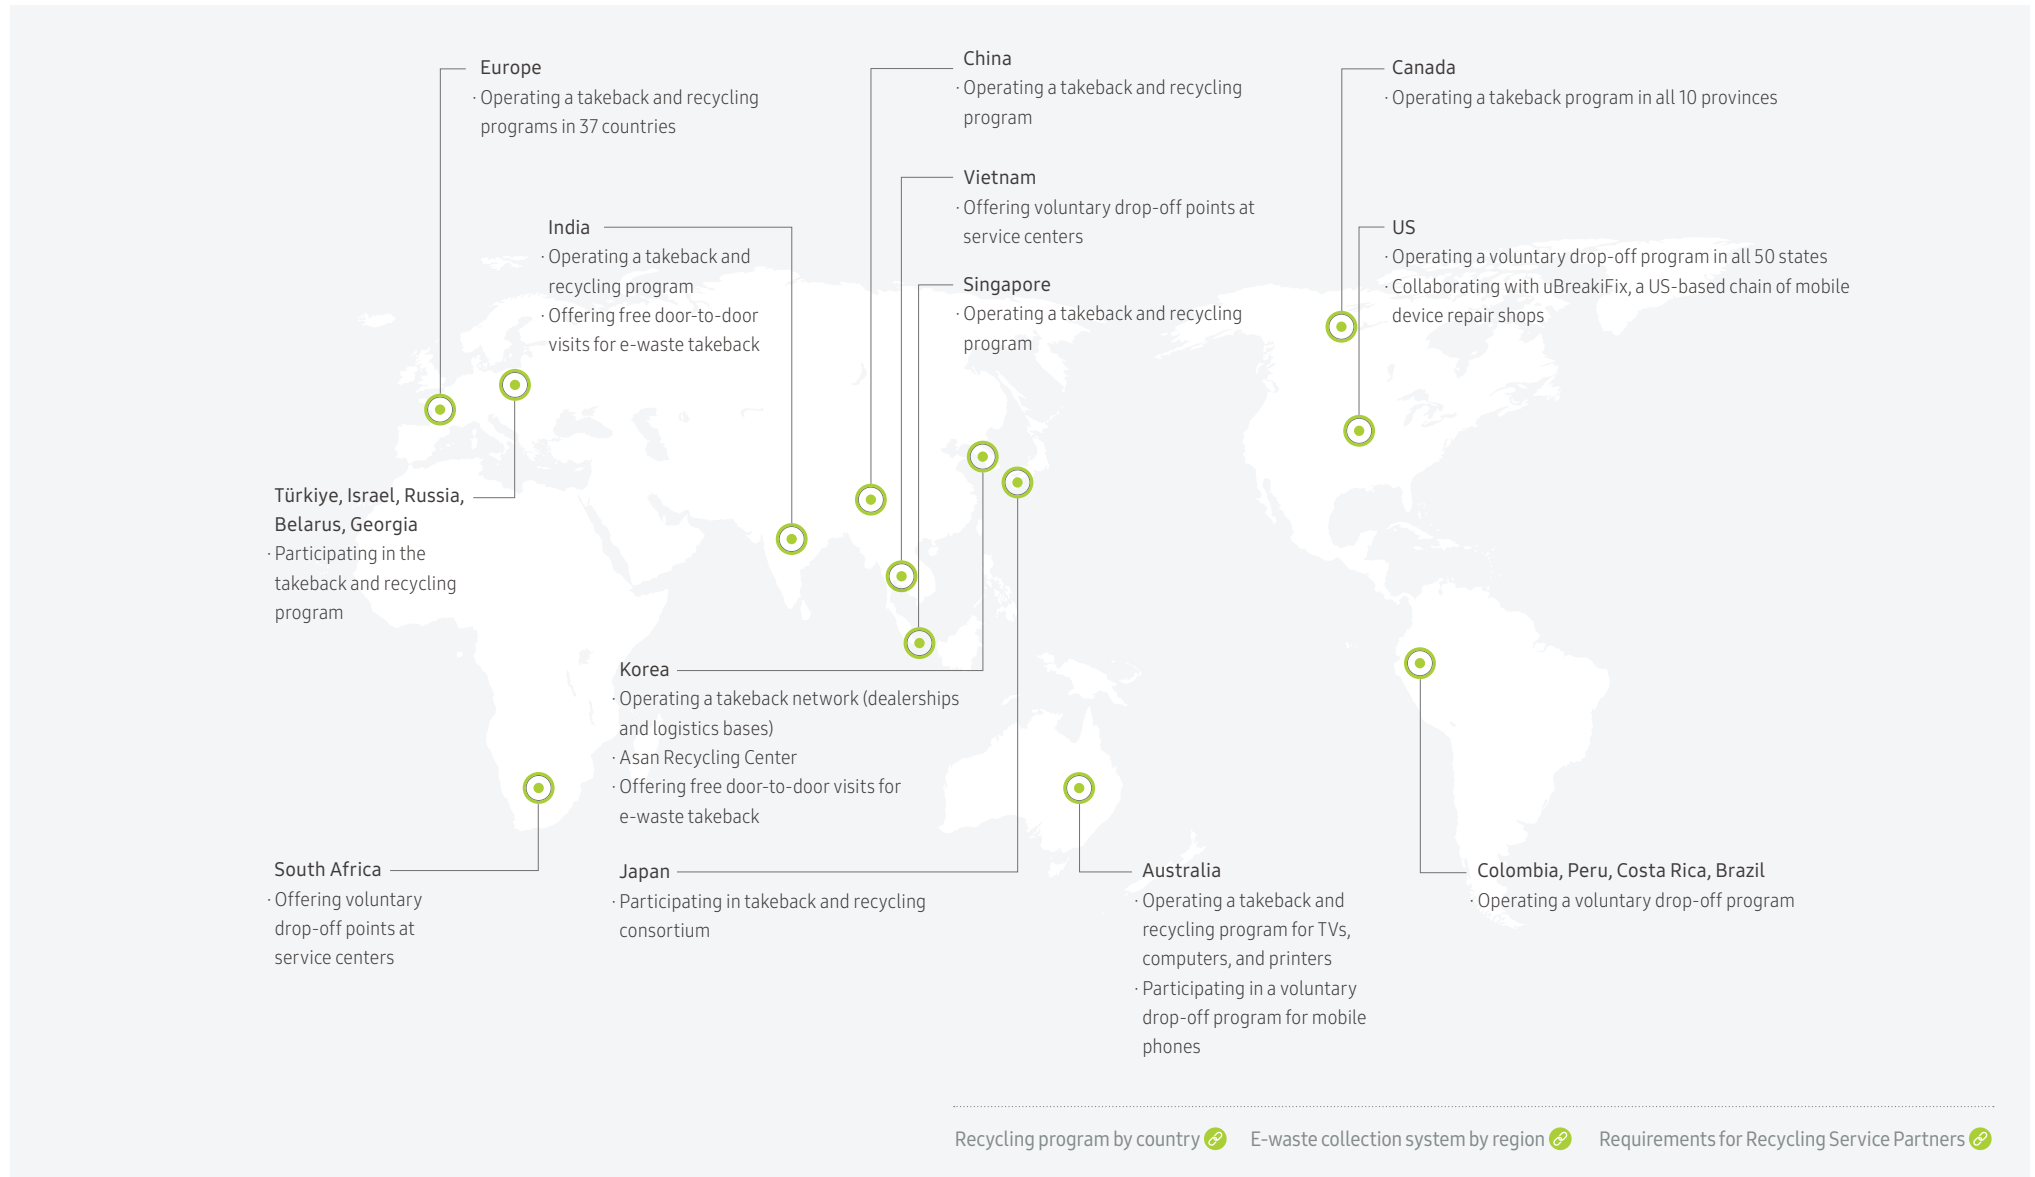 Europe
· Operating a takeback and recycling
programs in 37 countries
China
· Operating a takeback and recycling
program
Canada
· Operating a takeback program in all 10 provinces
Vietnam
· Offering voluntary drop-off points at
service centers
India
· Operating a takeback and
recycling program
· Offering free door-to-door
visits for e-waste takeback
US
· Operating a voluntary drop-off program in all 50 states
· Collaborating with uBreakiFix, a US-based chain of mobile
device repair shops
Singapore
· Operating a takeback and recycling
program
Türkiye, Israel, Russia,
Belarus, Georgia
· Participating in the
takeback and recycling
program
Korea
· Operating a takeback network (dealerships
and logistics bases)
· Asan Recycling Center
· Offering free door-to-door visits for
e-waste takeback
South Africa
· Offering voluntary
drop-off points at
service centers
Japan
· Participating in takeback and recycling
consortium
Australia
· Operating a takeback and
recycling program for TVs,
computers, and printers
· Participating in a voluntary
drop-off program for mobile
phones
Colombia, Peru, Costa Rica, Brazil
· Operating a voluntary drop-off program
Recycling program by country
E-waste collection system by region
Requirements for Recycling Service Partners